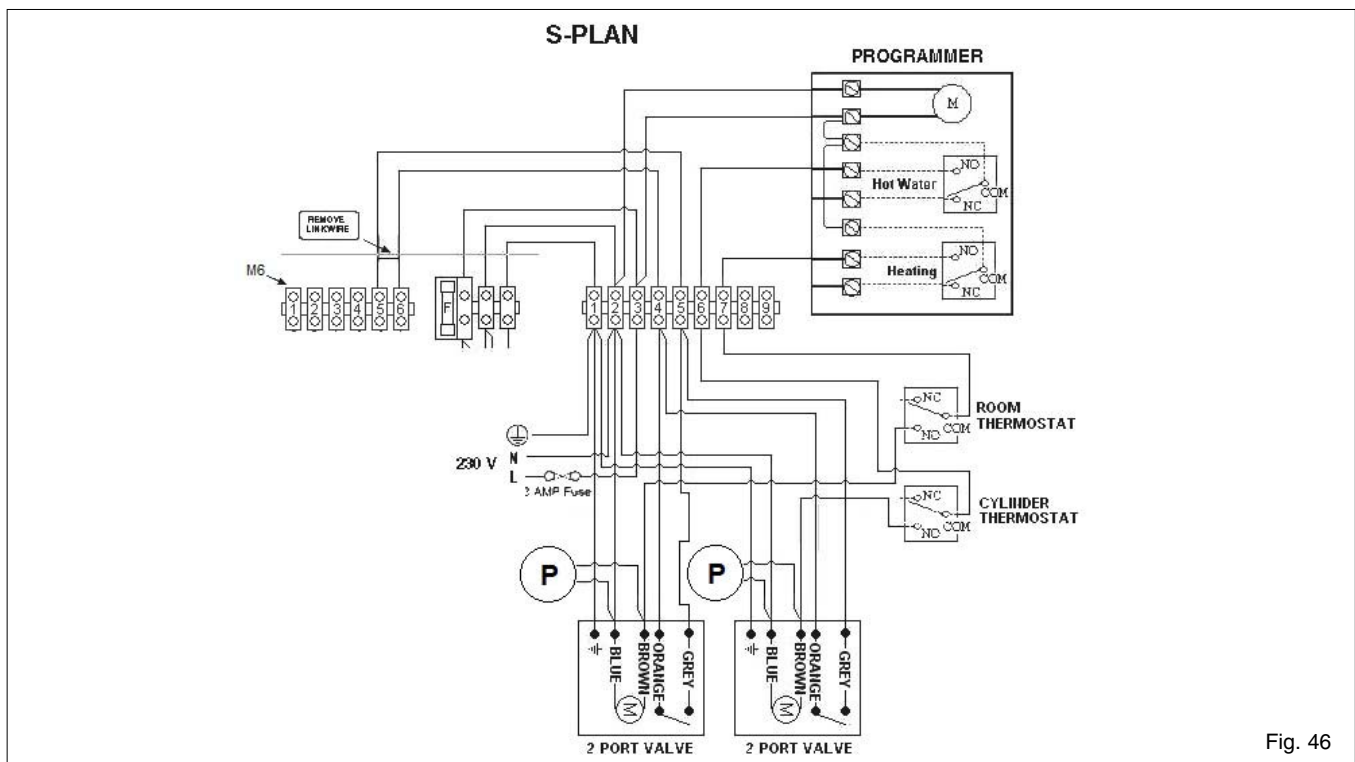 S-PLAN
PROGRAMMER
M
NO
Hot Water
COM
NC
NO
Heating
COM
NC
REMOVE
LINKWIRE
M6
1 2 3 4 5 6
F
1 2 3 4 5 6 7 8 9
NC
ROOM
THERMOSTAT
NO COM
230 V N
L
AMP Fuse
NC
CYLINDER
THERMOSTAT
NO COM
P P
BLUE BROWN ORANGE GREY
M
2 PORT VALVE
BLUE BROWN ORANGE GREY
M
2 PORT VALVE
Fig. 46